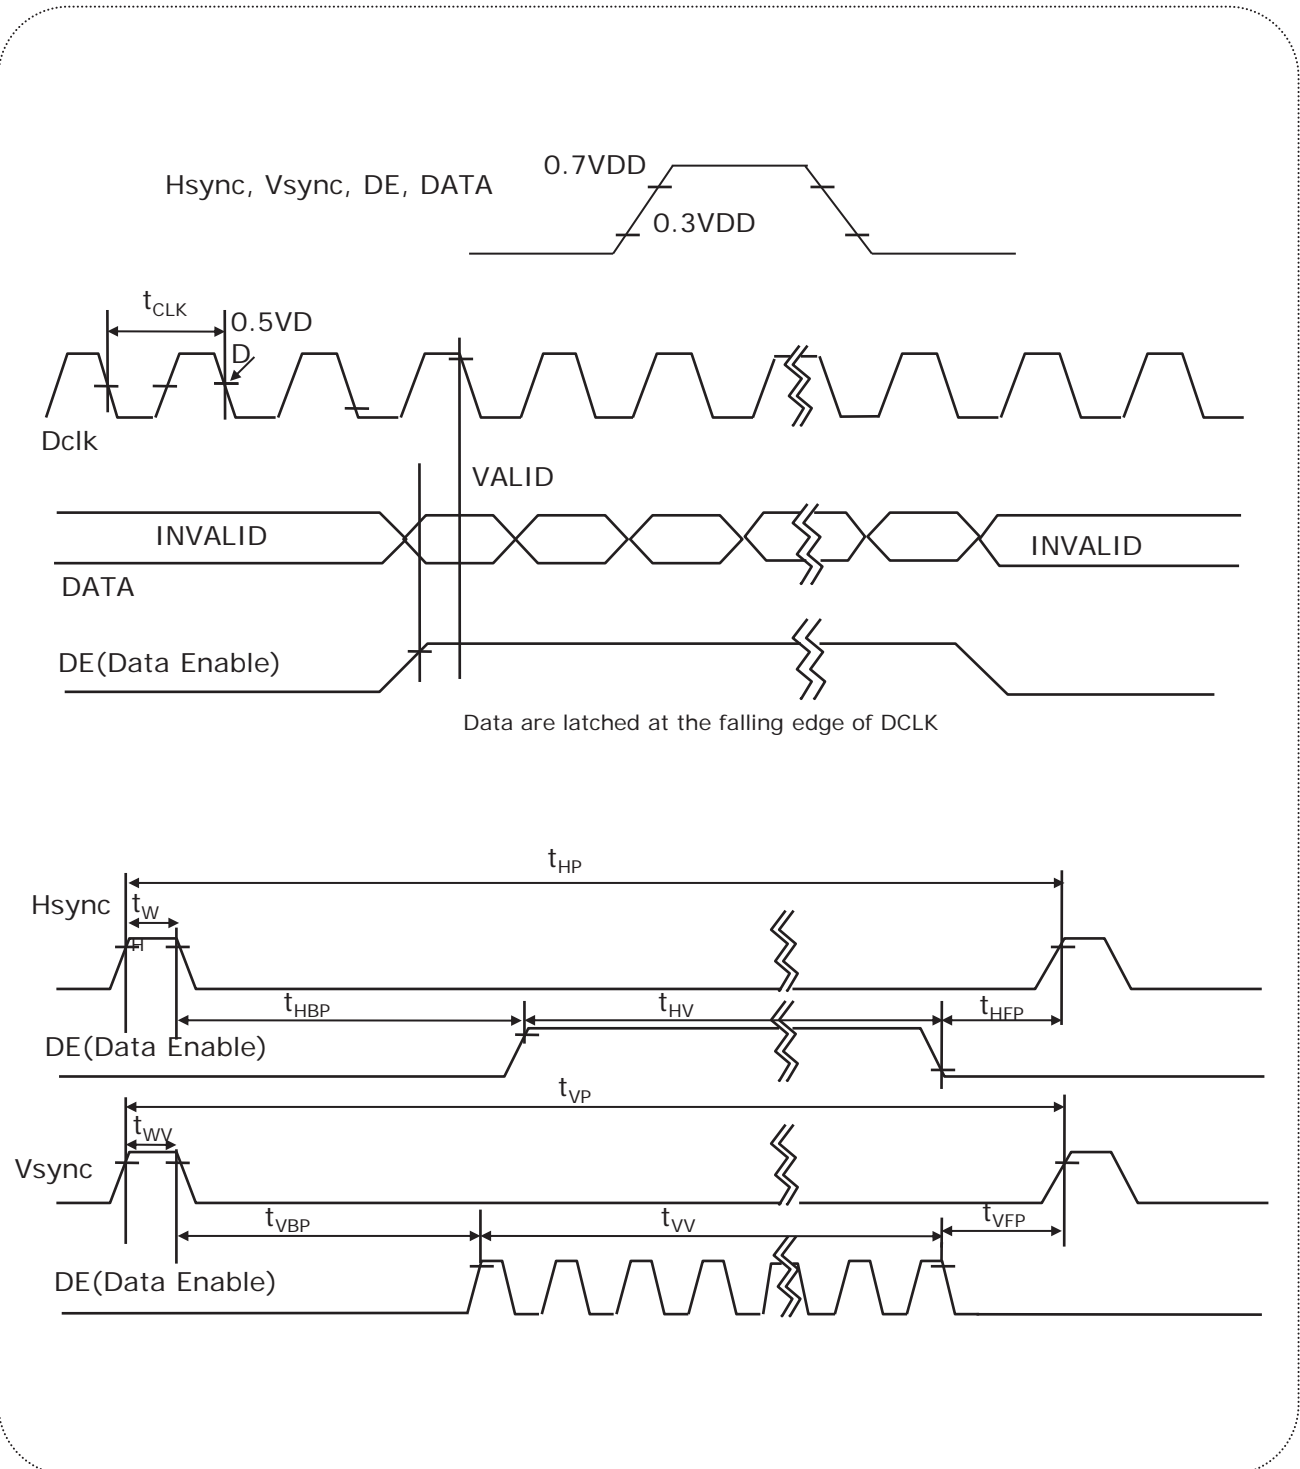 0.7VDD
Hsync, Vsync, DE, DATA
0.3VDD
tCLK
0.5VD
D
Dclk
VALID
INVALID
INVALID
DATA
DE(Data Enable)
Data are latched at the falling edge of DCLK
tHP
Hsync
tW
H
tHBP
tHV
tHFP
DE(Data Enable)
tVP
tWV
Vsync
tVBP
tVV
tVFP
DE(Data Enable)